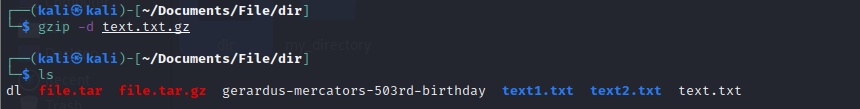 ┌──(kali㉿kali)-[~/Documents/File/dir]
└─$ gzip -d text.txt.gz
┌──(kali㉿kali)-[~/Documents/File/dir]
└─$ ls
dl file.tar file.tar.gz gerardus-mercators-503rd-birthday text1.txt text2.txt text.txt